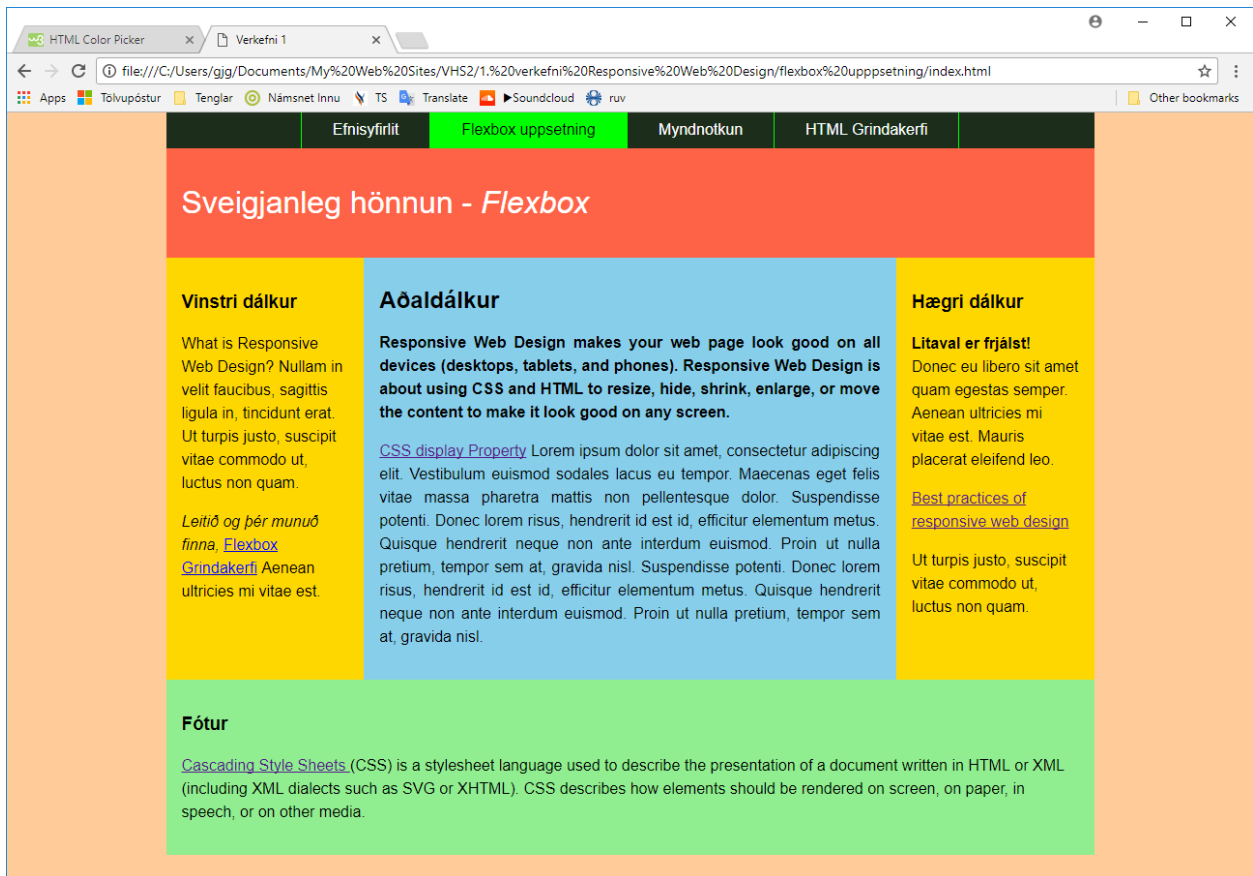 HTML Color Picker
Verkefni 1
file:///C:/Users/gjg/Documents/My%20Web%20Sites/VHS2/1.%20verkefni%20Responsive%20Web%20Design/flexbox%20upppsetning/index.html
Apps Tölvupóstur Tenglar Námsnet Innu TS Translate ▶Soundcloud ruv Other bookmarks
Efnisyfirlit Flexbox uppsetning Myndnotkun HTML Grindakerfi
Sveigjanleg hönnun - Flexbox
Vinstri dálkur
What is Responsive
Web Design? Nullam in
velit faucibus, sagittis
ligula in, tincidunt erat.
Ut turpis justo, suscipit
vitae commodo ut,
luctus non quam.
Leitið og þér munuð
finna, Flexbox
Grindakerfi Aenean
ultricies mi vitae est.
Aðaldálkur
Responsive Web Design makes your web page look good on all
devices (desktops, tablets, and phones). Responsive Web Design is
about using CSS and HTML to resize, hide, shrink, enlarge, or move
the content to make it look good on any screen.
CSS display Property Lorem ipsum dolor sit amet, consectetur adipiscing
elit. Vestibulum euismod sodales lacus eu tempor. Maecenas eget felis
vitae massa pharetra mattis non pellentesque dolor. Suspendisse
potenti. Donec lorem risus, hendrerit id est id, efficitur elementum metus.
Quisque hendrerit neque non ante interdum euismod. Proin ut nulla
pretium, tempor sem at, gravida nisl. Suspendisse potenti. Donec lorem
risus, hendrerit id est id, efficitur elementum metus. Quisque hendrerit
neque non ante interdum euismod. Proin ut nulla pretium, tempor sem
at, gravida nisl.
Hægri dálkur
Litaval er frjálst!
Donec eu libero sit amet
quam egestas semper.
Aenean ultricies mi
vitae est. Mauris
placerat eleifend leo.
Best practices of
responsive web design
Ut turpis justo, suscipit
vitae commodo ut,
luctus non quam.
Fótur
Cascading Style Sheets (CSS) is a stylesheet language used to describe the presentation of a document written in HTML or XML
(including XML dialects such as SVG or XHTML). CSS describes how elements should be rendered on screen, on paper, in
speech, or on other media.